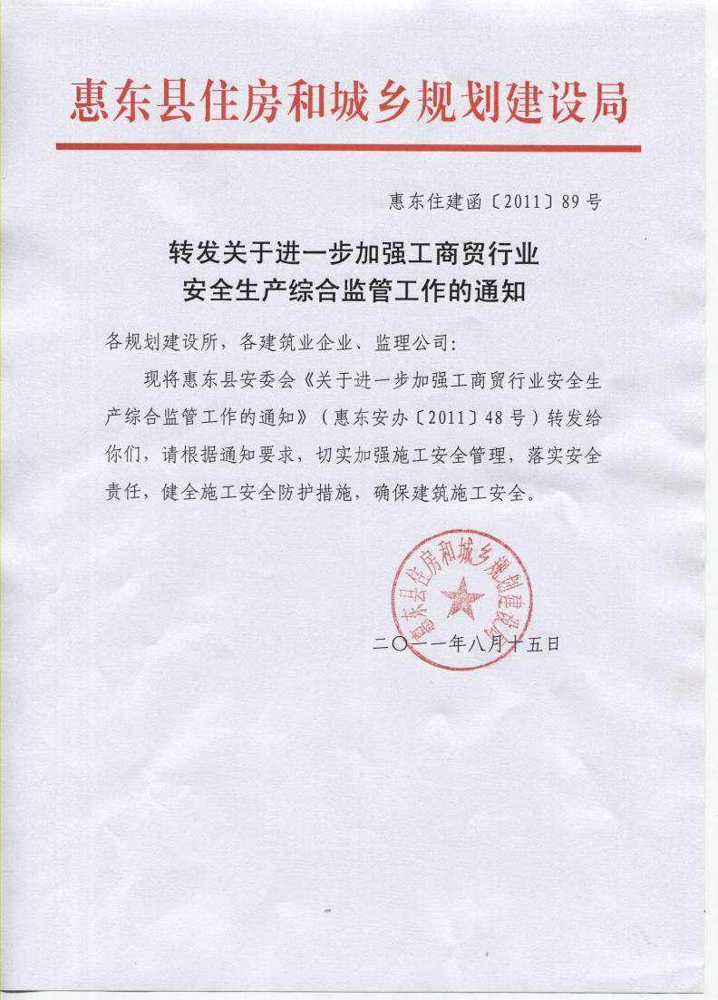 惠东县住房和城乡规划建设局
惠东住建函〔2011〕89 号
转发关于进一步加强工商贸行业
安全生产综合监管工作的通知
各规划建设所，各建筑业企业、监理公司：
现将惠东县安委会《关于进一步加强工商贸行业安全生
产综合监管工作的通知》（惠东安办〔2011〕48 号）转发给
你们，请根据通知要求，切实加强施工安全管理，落实安全
责任，健全施工安全防护措施，确保建筑施工安全。
惠东县住房和城乡规划建设局
二〇一一年八月十五日